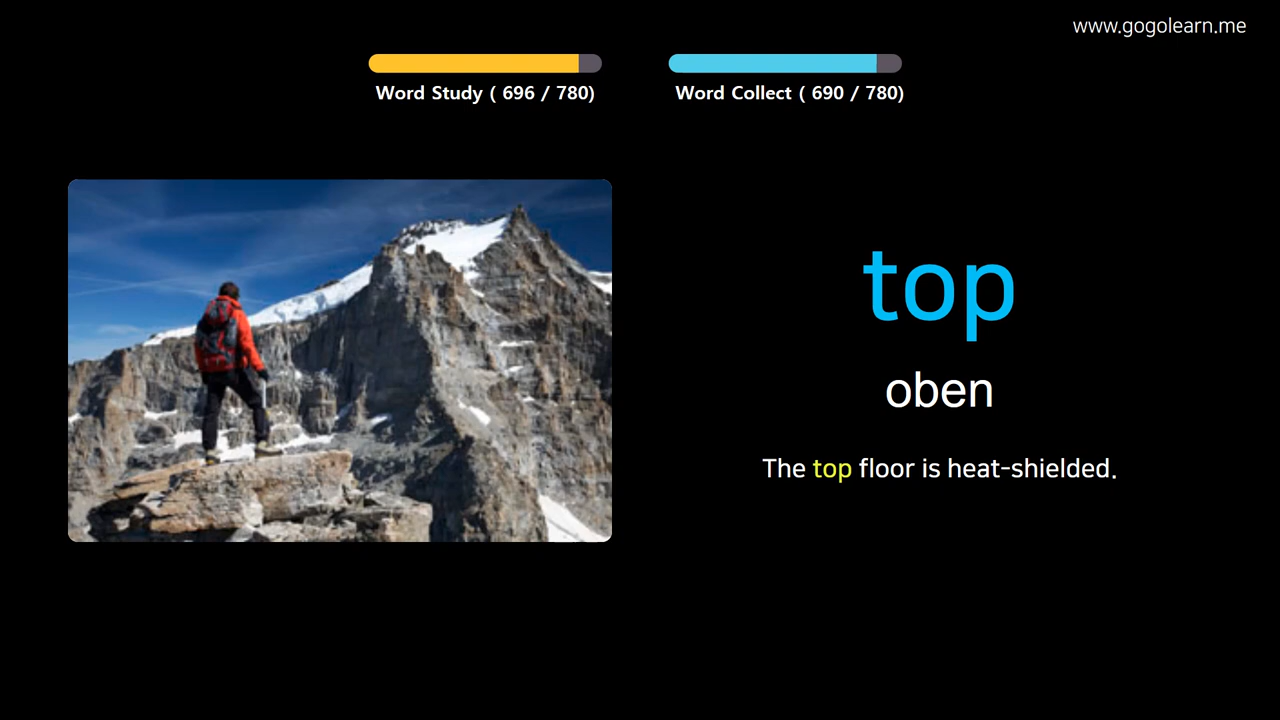 www.gogolearn.me
Word Study ( 696 / 780)
Word Collect ( 690 / 780)
top
oben
The top floor is heat-shielded.